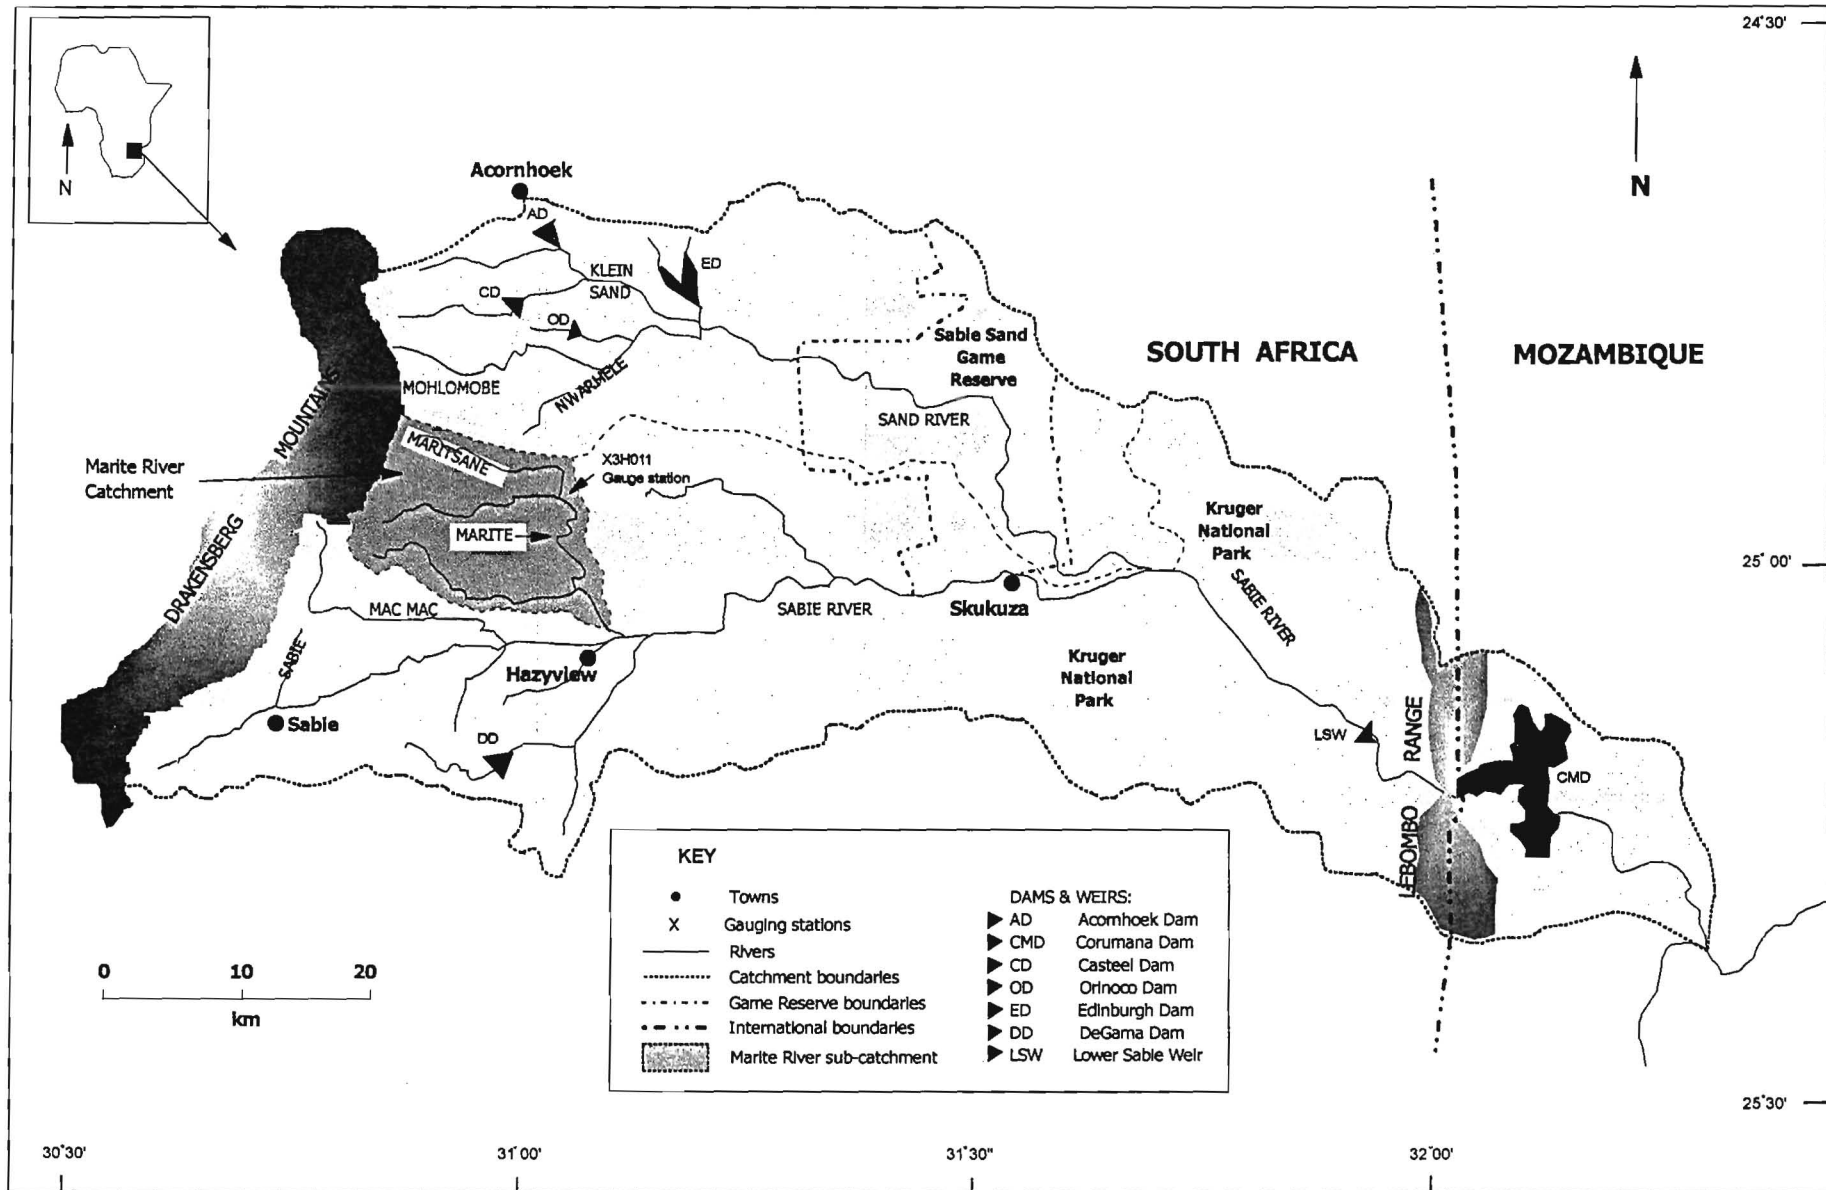 24°30'
N
N
Acornhoek
AD
KLEIN
SAND
ED
CD
OD
Sabie Sand
Game
Reserve
SOUTH AFRICA
MOZAMBIQUE
MOHLOMOBE
NWARMELE
SAND RIVER
MOUNTAINS
DRAKENSBERG
MARITSANE
Marite River
Catchment
X3H011
Gauge station
MARITE
Kruger
National
Park
25°00'
SABIE RIVER
MAC MAC
SABIE RIVER
Skukuza
SABIE
Hazyview
Kruger
National
Park
Sabie
DD
LSW
RANGE
LEBOMBO
CMD
KEY
Towns
X Gauging stations
Rivers
Catchment boundaries
Game Reserve boundaries
International boundaries
Marite River sub-catchment
DAMS & WEIRS:
AD Acornhoek Dam
CMD Corumana Dam
CD Casteel Dam
OD Orinoco Dam
ED Edinburgh Dam
DD DeGama Dam
LSW Lower Sabie Weir
0 10 20
km
25°30'
30°30'
31°00'
31°30"
32°00'